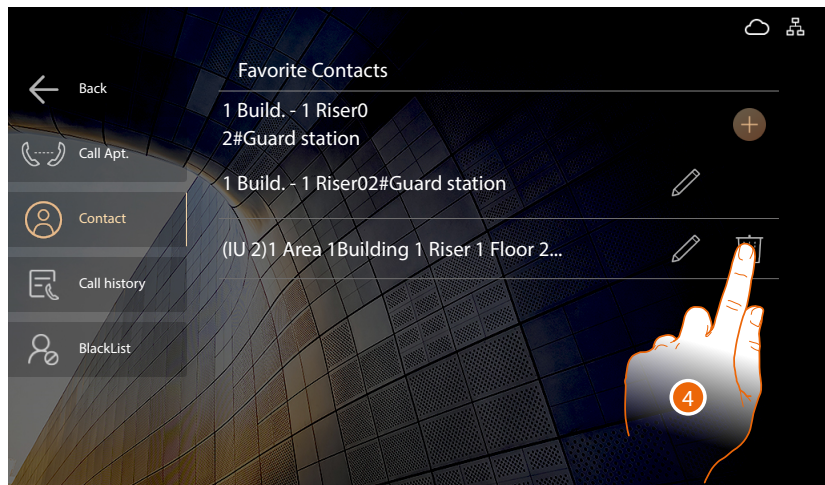 Favorite Contacts
Back
1 Build. - 1 Riser0
2#Guard station
Call Apt.
1 Build. - 1 Riser02#Guard station
Contact
(IU 2)1 Area 1Building 1 Riser 1 Floor 2...
Call history
BlackList
4